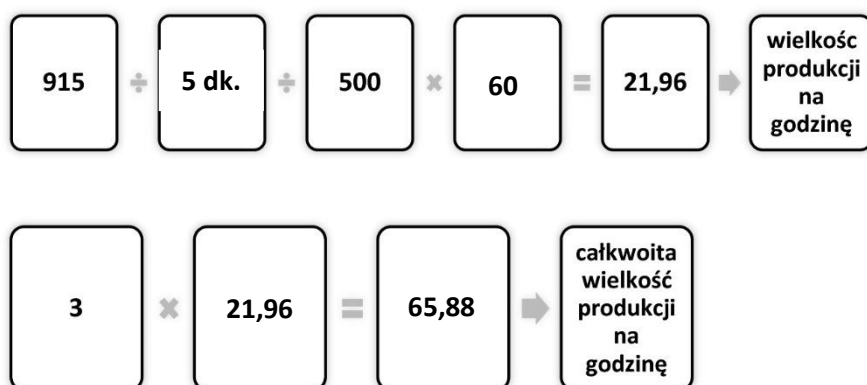 915 ÷ 5 dk. ÷ 500 × 60 = 21,96
wielkośc
produkcji
na
godzinę
3 × 21,96 = 65,88
całkwoita
wielkość
produkcji
na
godzinę